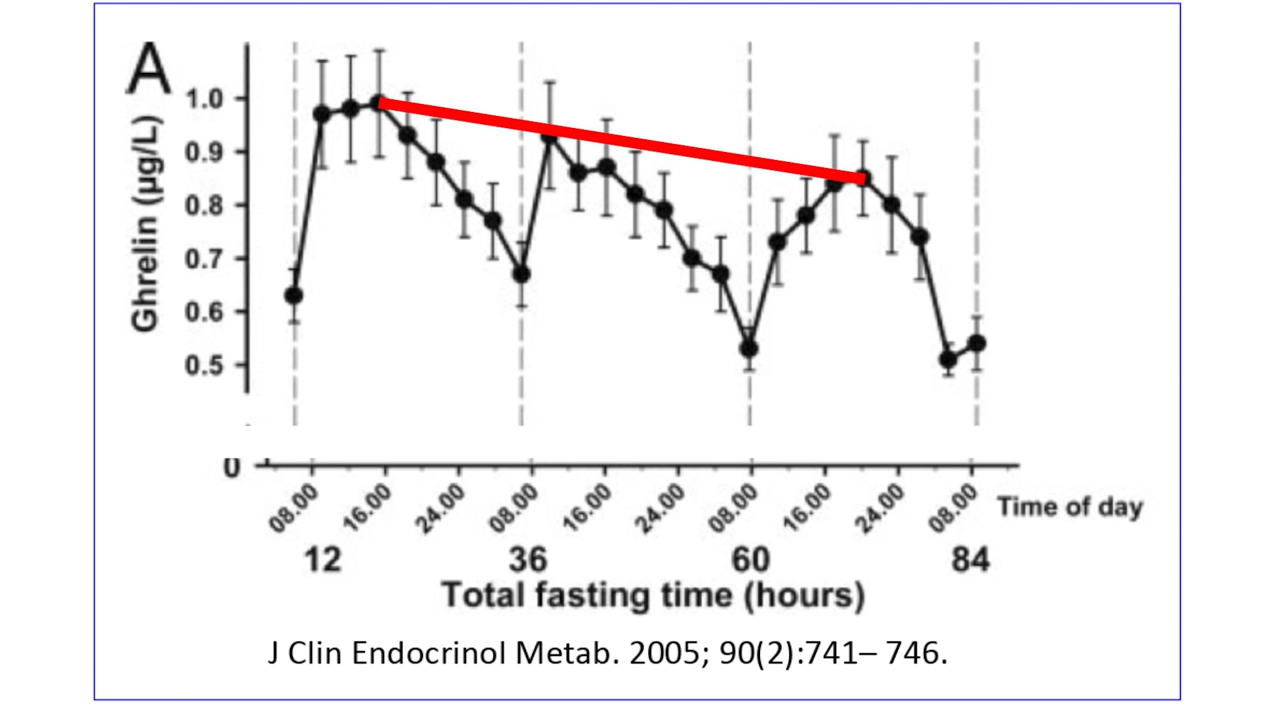 A
Ghrelin (µg/L)
1.0
0.9
0.8
0.7
0.6
0.5
0
08.00 16.00 24.00 08.00 16.00 24.00 08.00 16.00 24.00 08.00 Time of day
12 36 60 84
Total fasting time (hours)
J Clin Endocrinol Metab. 2005; 90(2):741– 746.